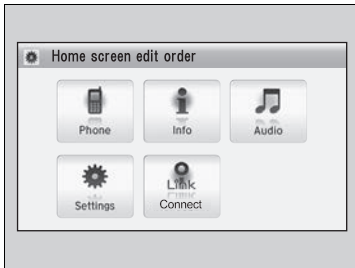 Home screen edit order
Phone
Info
Audio
Link
Settings
Connect